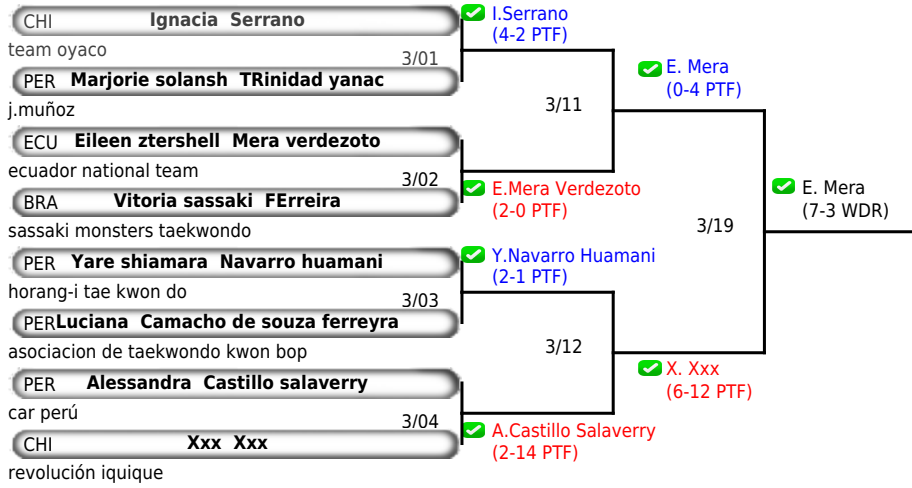 CHI Ignacia Serrano
team oyaco
3/01
PER Marjorie solansh TRinidad yanac
j.muñoz
ECU Eileen ztershell Mera verdezoto
ecuador national team
3/02
BRA Vitoria sassaki FErreira
sassaki monsters taekwondo
PER Yare shiamara Navarro huamani
horang-i tae kwon do
3/03
PER Luciana Camacho de souza ferreyra
asociacion de taekwondo kwon bop
PER Alessandra Castillo salaverry
car perú
3/04
CHI Xxx Xxx
revolución iquique
I.Serrano
(4-2 PTF)
3/11
E.Mera Verdezoto
(2-0 PTF)
Y.Navarro Huamani
(2-1 PTF)
3/12
A.Castillo Salaverry
(2-14 PTF)
E. Mera
(0-4 PTF)
3/19
X. Xxx
(6-12 PTF)
E. Mera
(7-3 WDR)